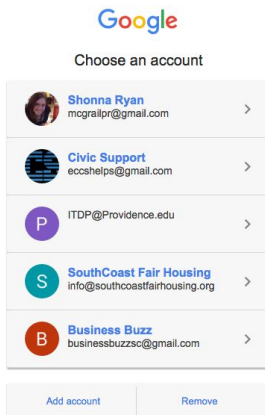 Google
Choose an account
Shonna Ryan
mcgrailpr@gmail.com
Civic Support
eccshelps@gmail.com
P
ITDP@Providence.edu
S
SouthCoast Fair Housing
info@southcoastfairhousing.org
B
Business Buzz
businessbuzzsc@gmail.com
Add account
Remove